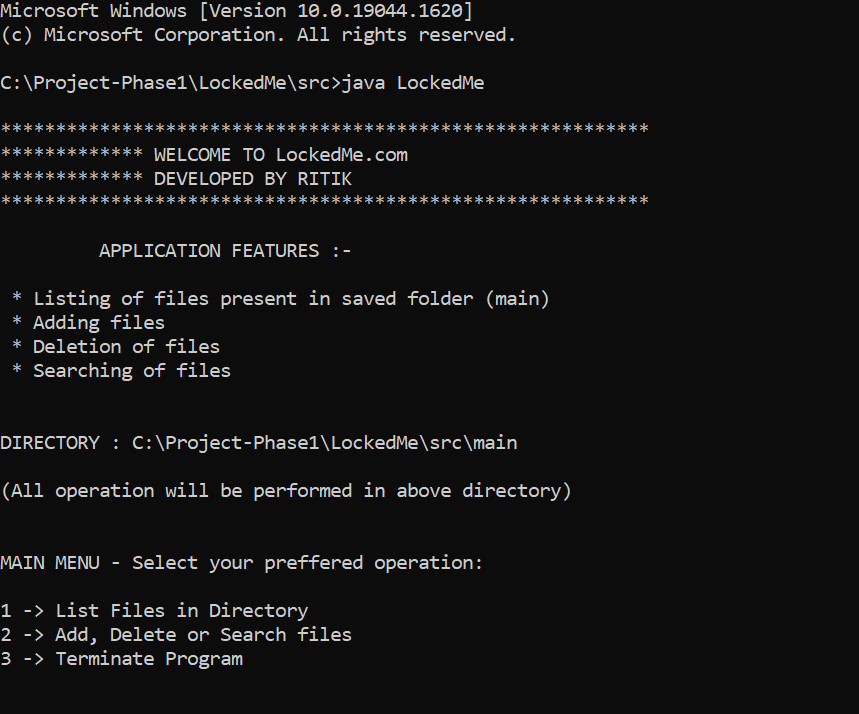 Microsoft Windows [Version 10.0.19044.1620]
(c) Microsoft Corporation. All rights reserved.
C:\Project-Phase1\LockedMe\src>java LockedMe
***********************************************************
************* WELCOME TO LockedMe.com
************* DEVELOPED BY RITIK
***********************************************************
APPLICATION FEATURES :-
* Listing of files present in saved folder (main)
* Adding files
* Deletion of files
* Searching of files
DIRECTORY : C:\Project-Phase1\LockedMe\src\main
(All operation will be performed in above directory)
MAIN MENU - Select your preffered operation:
1 -> List Files in Directory
2 -> Add, Delete or Search files
3 -> Terminate Program